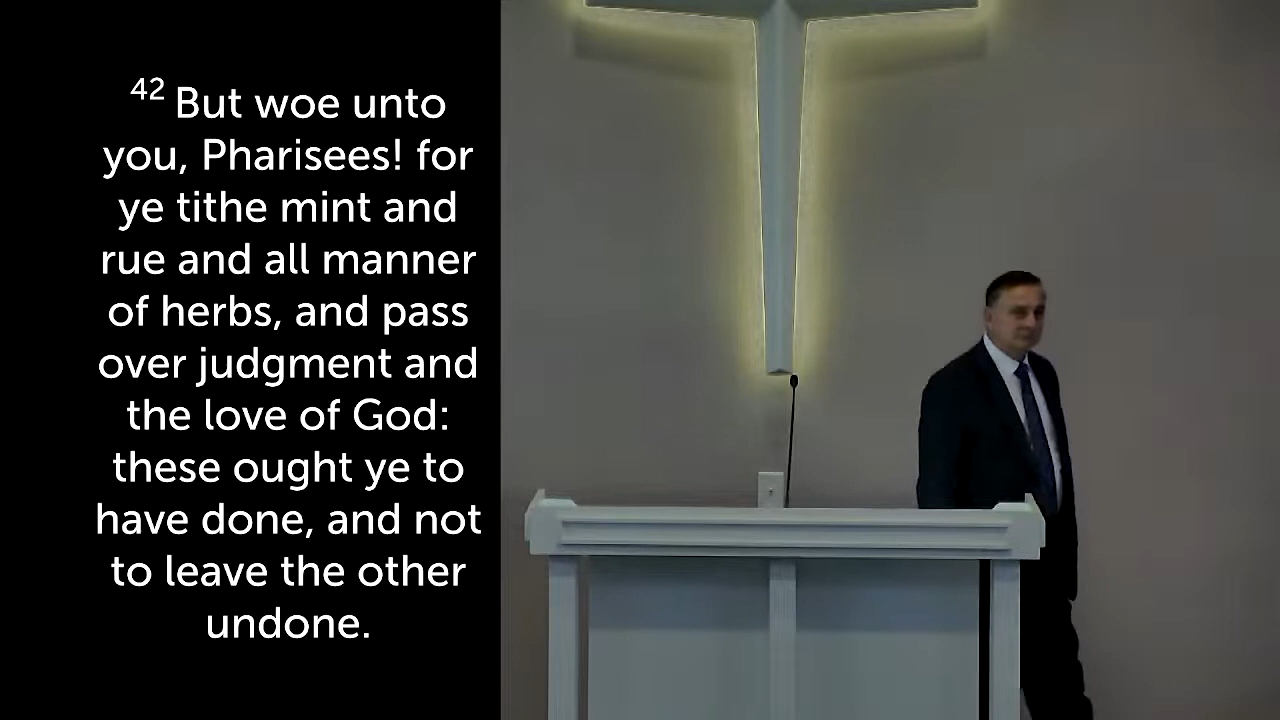 42 But woe unto
you, Pharisees! for
ye tithe mint and
rue and all manner
of herbs, and pass
over judgment and
the love of God:
these ought ye to
have done, and not
to leave the other
undone.